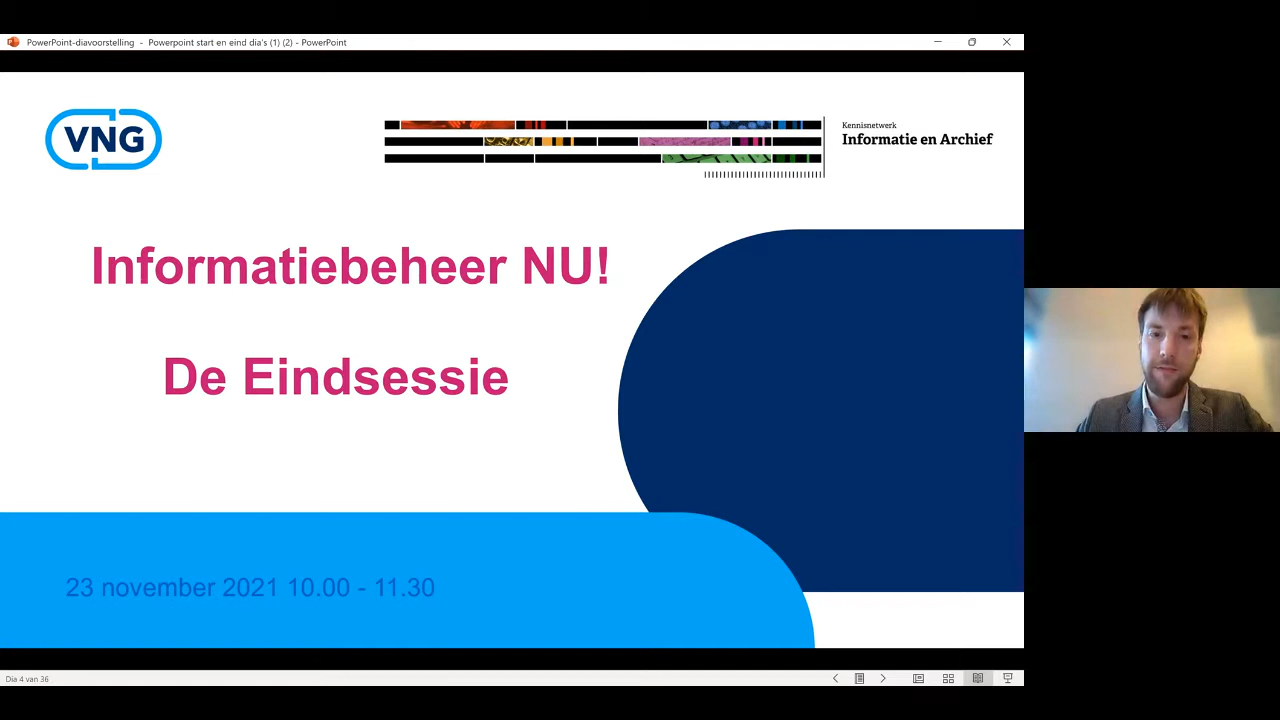 PowerPoint-diavoorstelling - Powerpoint start en eind dia's (1) (2) - PowerPoint
VNG
Kennisnetwerk
Informatie en Archief
Informatiebeheer NU!
De Eindsessie
23 november 2021 10.00 - 11.30
Dia 4 van 36